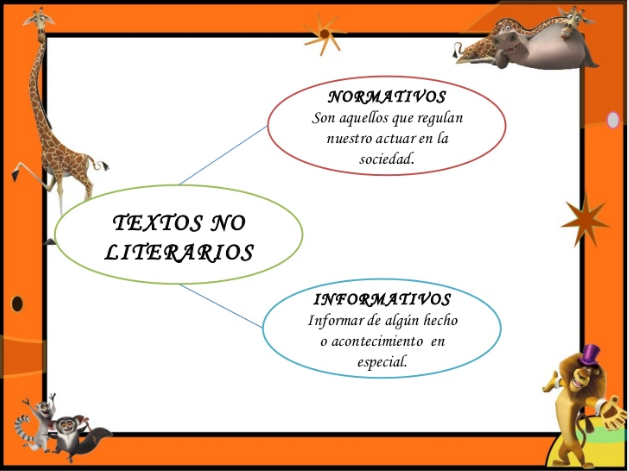 NORMATIVOS
Son aquellos que regulan
nuestro actuar en la
sociedad.
TEXTOS NO
LITERARIOS
INFORMATIVOS
Informar de algún hecho
o acontecimiento en
especial.